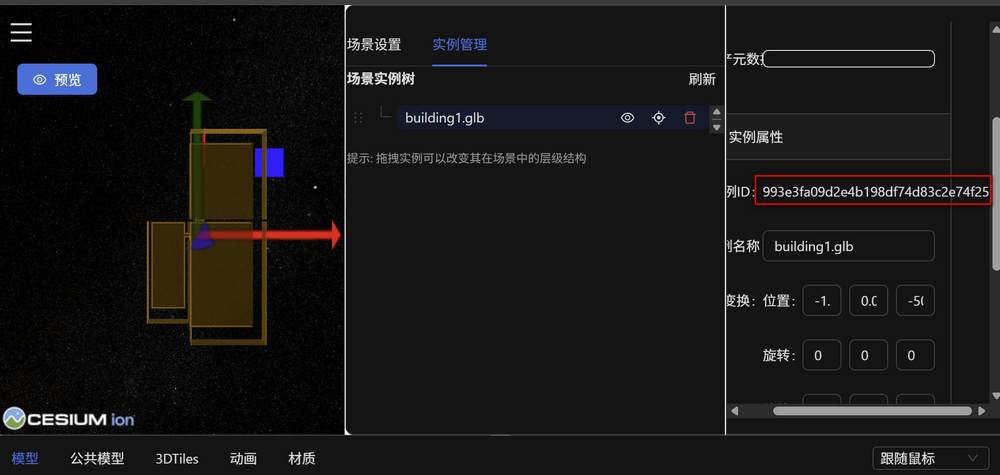 预览
CESIUM ion
场景设置 实例管理
场景实例树 刷新
building1.glb
提示: 拖拽实例可以改变其在场景中的层级结构
元数据
实例属性
例ID: 993e3fa09d2e4b198df74d83c2e74f25
例名称 building1.glb
变换: 位置: -1. 0.0 -50
旋转: 0 0 0
模型 公共模型 3DTiles 动画 材质 跟随鼠标